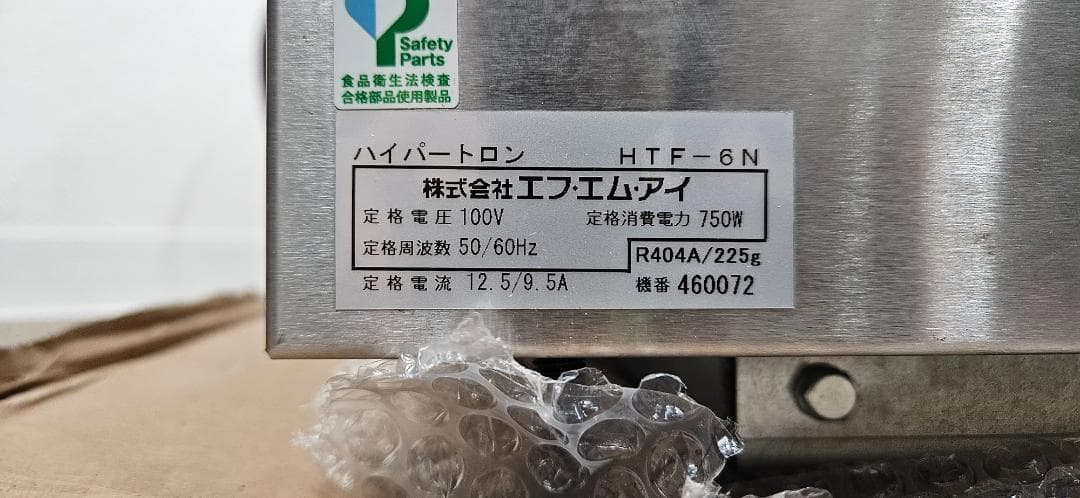 Safety
Parts
食品衛生法検査
合格部品使用製品
ハイパートロン HTF-6N
株式会社エフ・エム・アイ
定格電圧 100V 定格消費電力 750W
定格周波数 50/60Hz R404A/225g
定格電流 12.5/9.5A 機番 460072